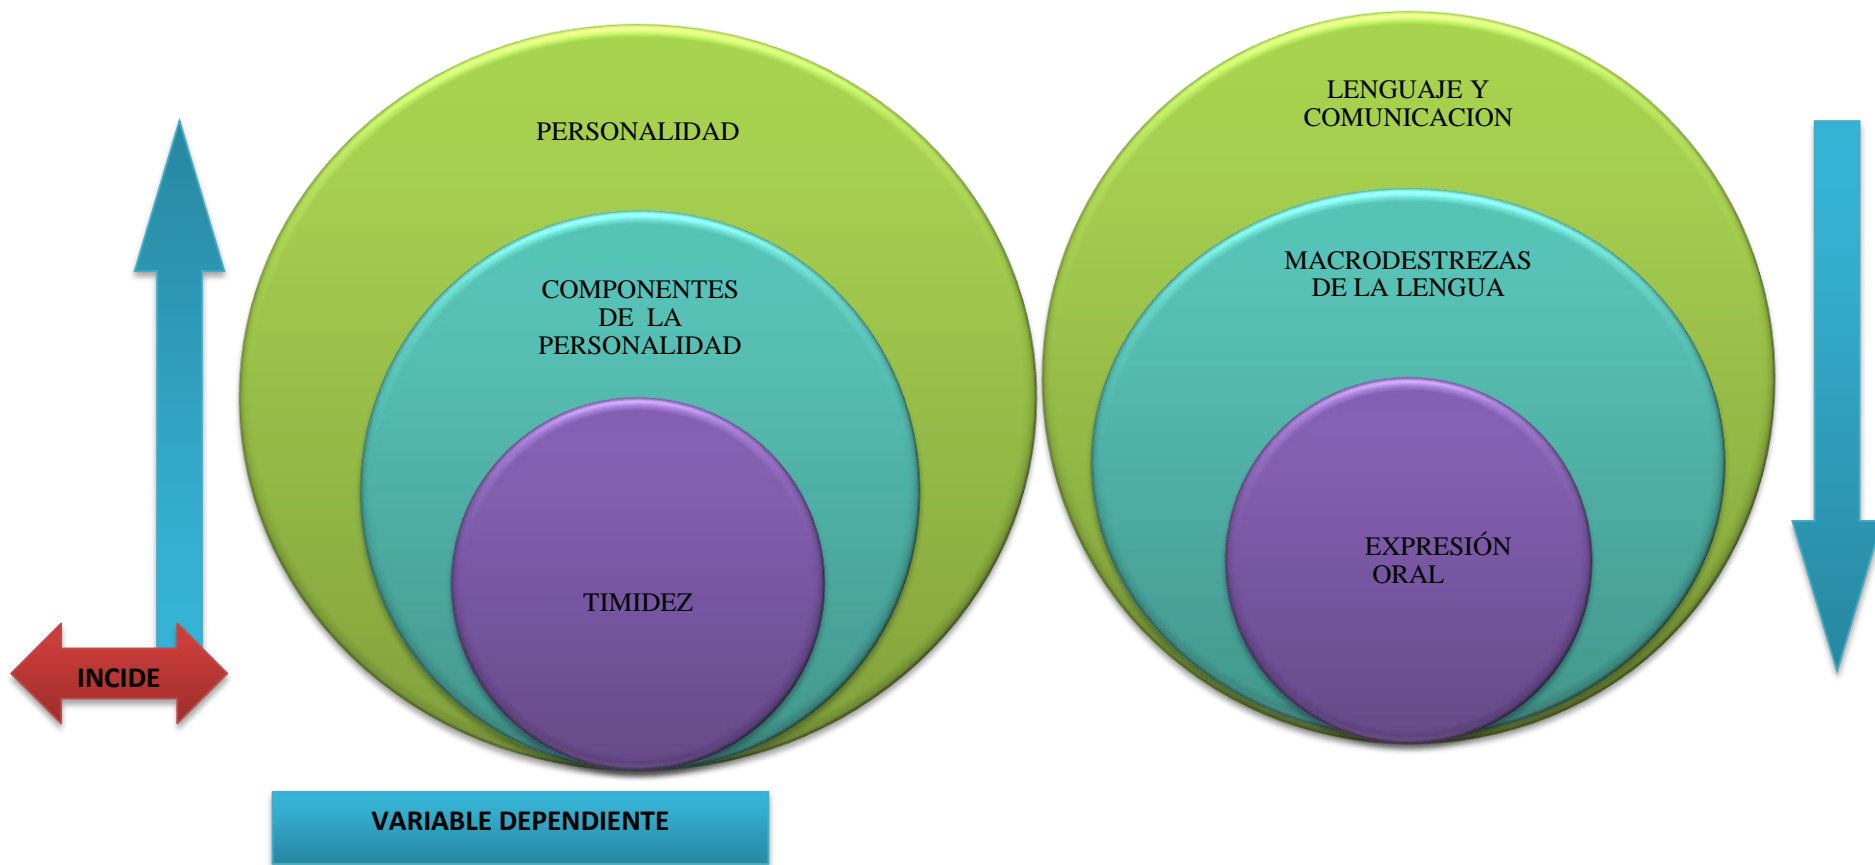 PERSONALIDAD
COMPONENTES
DE LA
PERSONALIDAD
TIMIDEZ
LENGUAJE Y
COMUNICACION
MACRODESTREZAS
DE LA LENGUA
EXPRESIÓN
ORAL
INCIDE
VARIABLE DEPENDIENTE